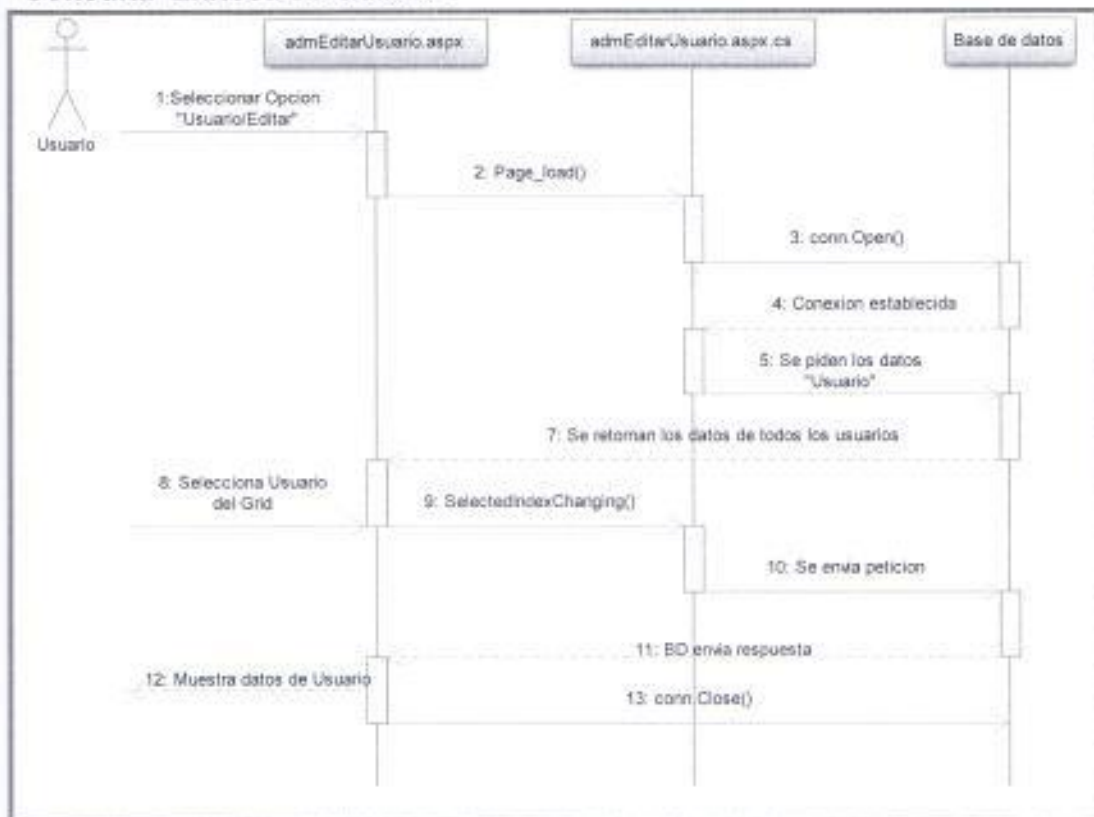 admEditarUsuario.aspx
admEditarUsuario.aspx.cs
Base de datos
Usuario
1:Seleccionar Opcion
"Usuario/Editar"
2: Page_load()
3: conn.Open()
4: Conexion establecida
5: Se piden los datos
"Usuario"
7: Se retornan los datos de todos los usuarios
8: Selecciona Usuario
del Grid
9: SelectedIndexChanging()
10: Se envia peticion
11: BD envia respuesta
12: Muestra datos de Usuario
13: conn.Close()